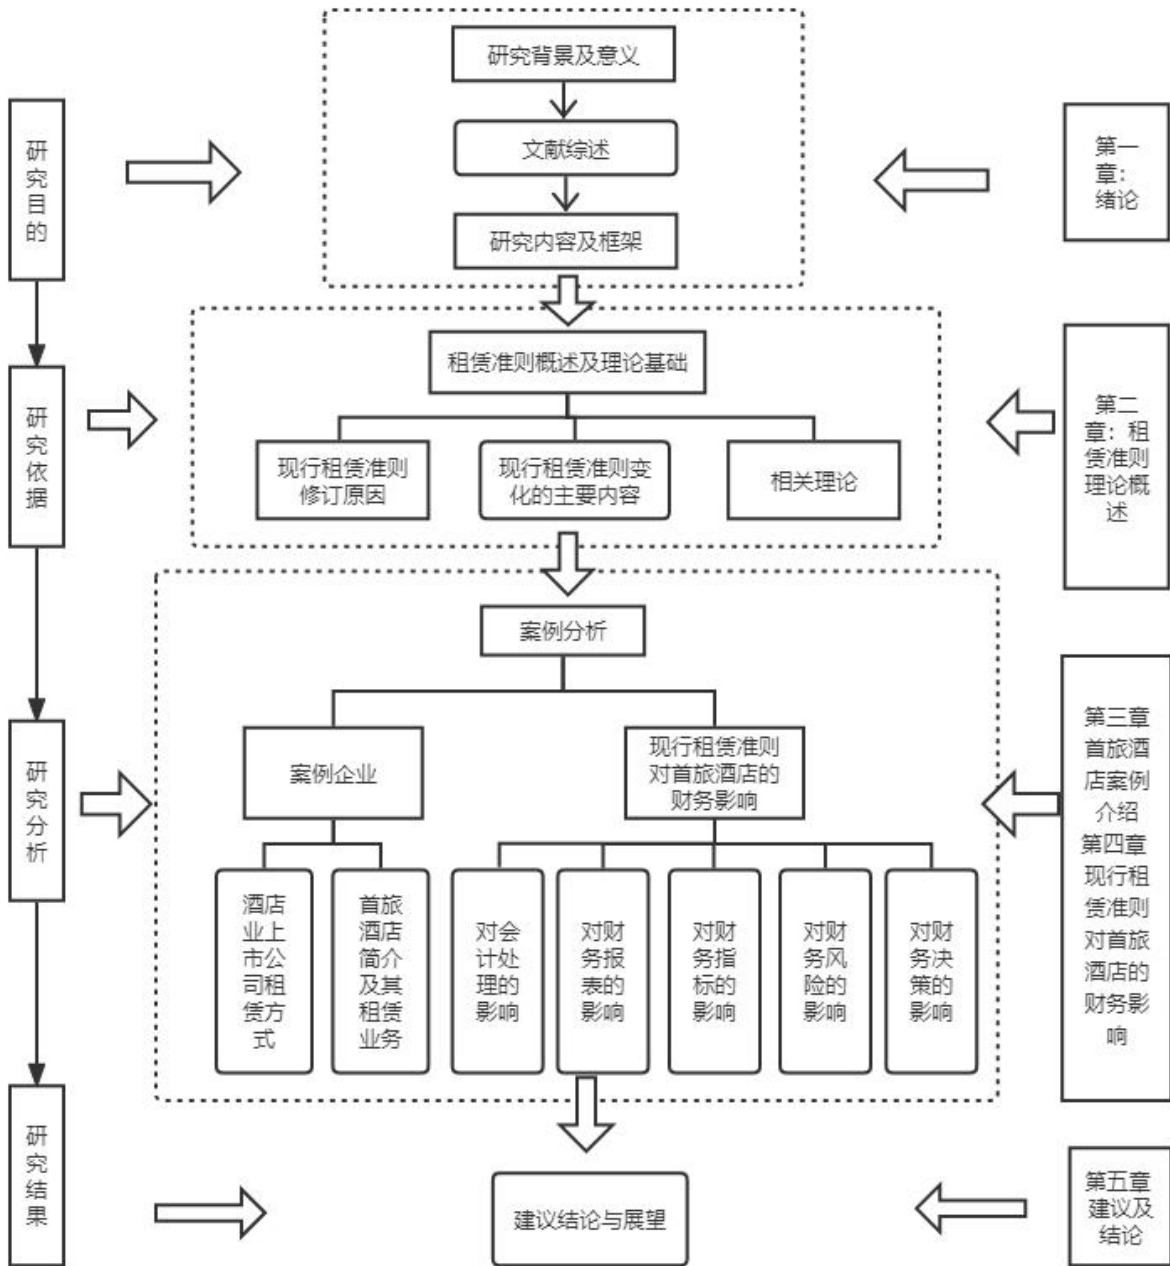 研究背景及意义
文献综述
研究内容及框架
研
究
目
的
第一
章：
绪论
租赁准则概述及理论基础
现行租赁准则
修订原因
现行租赁准则变
化的主要内容
相关理论
研
究
依
据
第二
章：租
赁准则
理论概
述
案例分析
案例企业
现行租赁准则
对首旅酒店的
财务影响
酒店
业上
市公
司租
赁方
式
首旅
酒店
简介
及其
租赁
业务
对会
计处
理的
影响
对财
务报
表的
影响
对财
务指
标的
影响
对财
务风
险的
影响
对财
务决
策的
影响
研
究
分
析
第三章
首旅酒
店案例
介绍
第四章
现行租
赁准则
对首旅
酒店的
财务影
响
研
究
结
果
建议结论与展望
第五章
建议及
结论